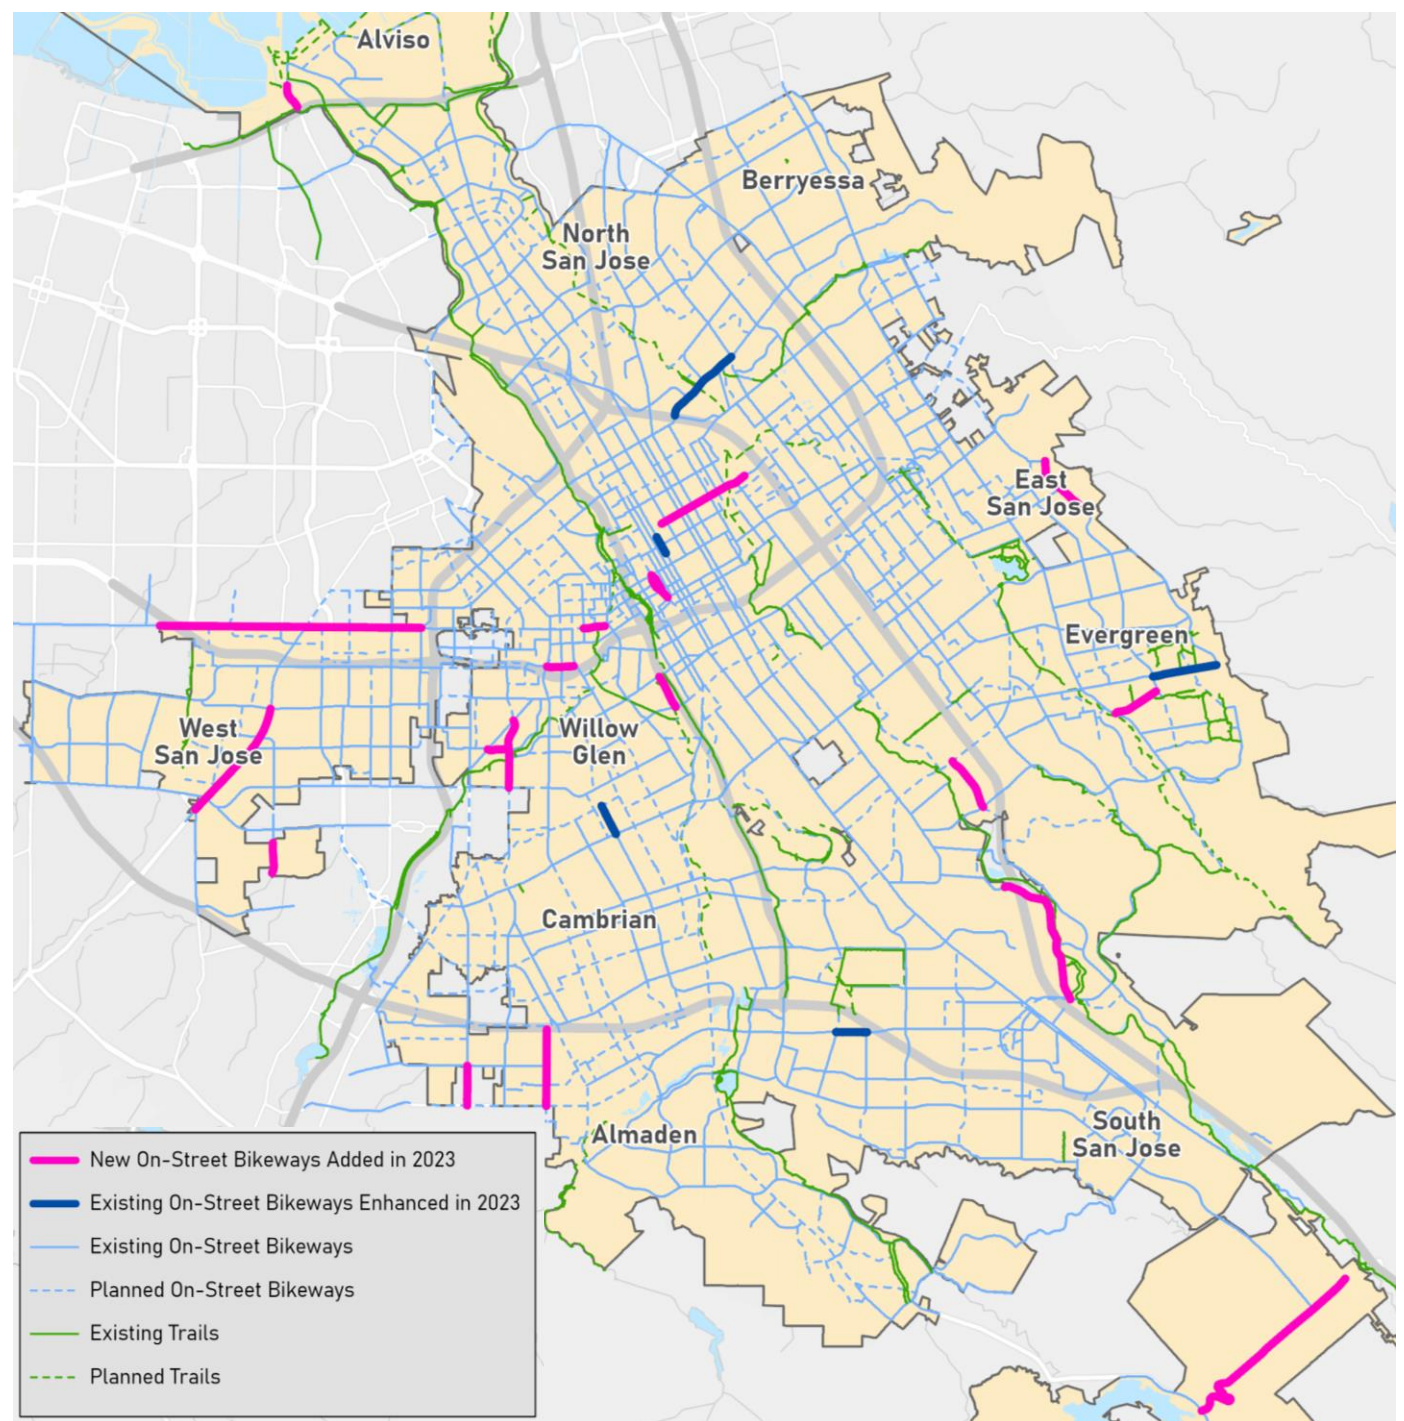 Alviso
Berryessa
North
San Jose
East
San Jose
Evergreen
West
San Jose
Willow
Glen
Cambrian
Almaden
South
San Jose
New On-Street Bikeways Added in 2023
Existing On-Street Bikeways Enhanced in 2023
Existing On-Street Bikeways
Planned On-Street Bikeways
Existing Trails
Planned Trails